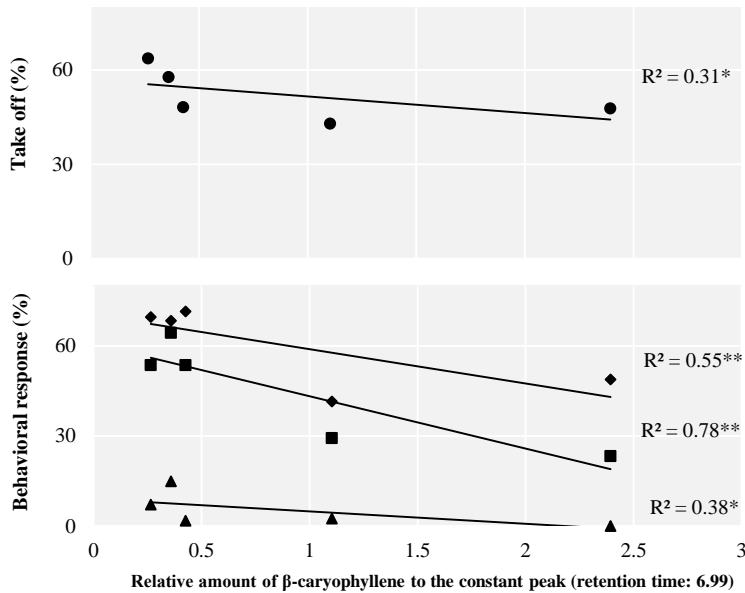 Take off (%)
60
30
0
R² = 0.31*
Behavioral response (%)
60
30
0
R² = 0.55**
R² = 0.78**
R² = 0.38*
0 0.5 1 1.5 2 2.5 3
Relative amount of β-caryophyllene to the constant peak (retention time: 6.99)